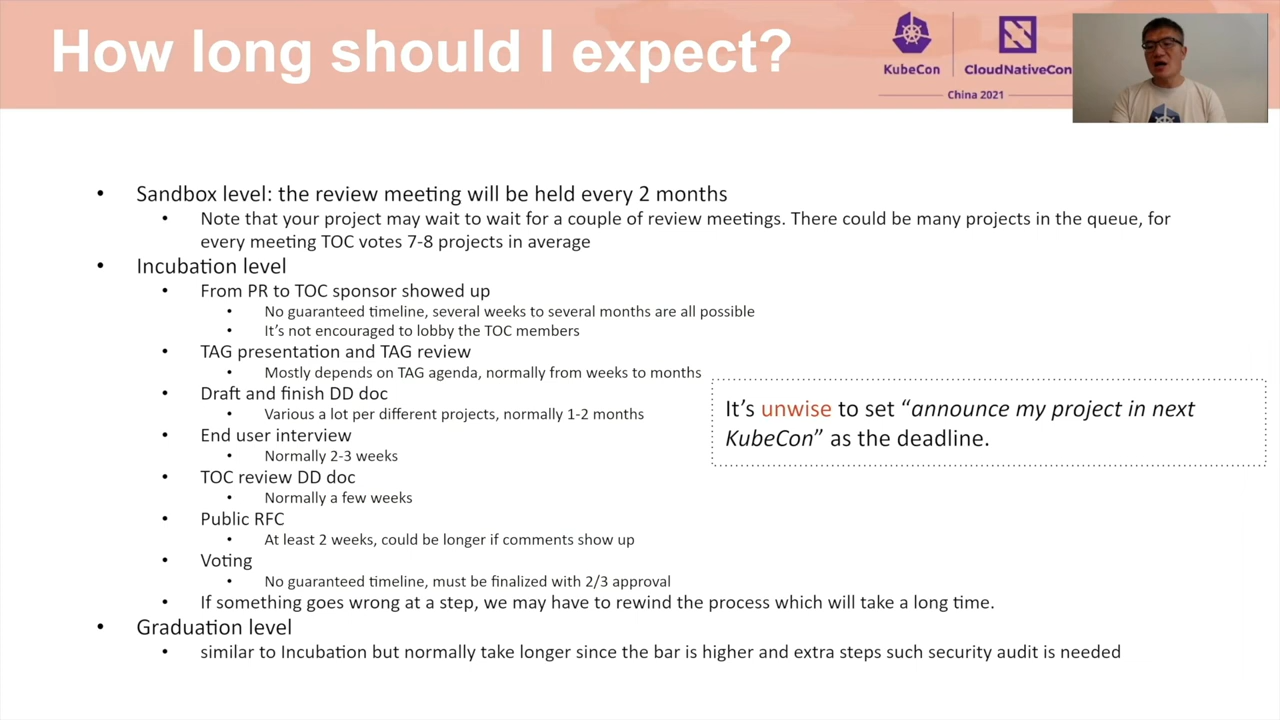 How long should I expect?
KubeCon
CloudNativeCon
China 2021
• Sandbox level: the review meeting will be held every 2 months
• Note that your project may wait to wait for a couple of review meetings. There could be many projects in the queue, for
every meeting TOC votes 7-8 projects in average
• Incubation level
• From PR to TOC sponsor showed up
• No guaranteed timeline, several weeks to several months are all possible
• It’s not encouraged to lobby the TOC members
• TAG presentation and TAG review
• Mostly depends on TAG agenda, normally from weeks to months
• Draft and finish DD doc
• Various a lot per different projects, normally 1-2 months
• End user interview
• Normally 2-3 weeks
• TOC review DD doc
• Normally a few weeks
• Public RFC
• At least 2 weeks, could be longer if comments show up
• Voting
• No guaranteed timeline, must be finalized with 2/3 approval
• If something goes wrong at a step, we may have to rewind the process which will take a long time.
• Graduation level
• similar to Incubation but normally take longer since the bar is higher and extra steps such security audit is needed
It’s unwise to set “announce my project in next
KubeCon” as the deadline.